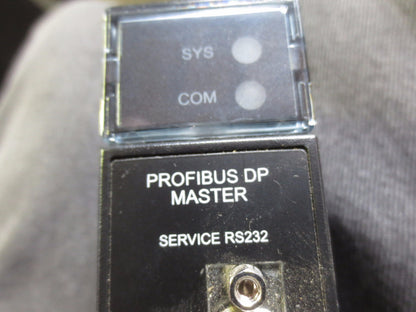 SYS
COM
PROFIBUS DP
MASTER
SERVICE RS232